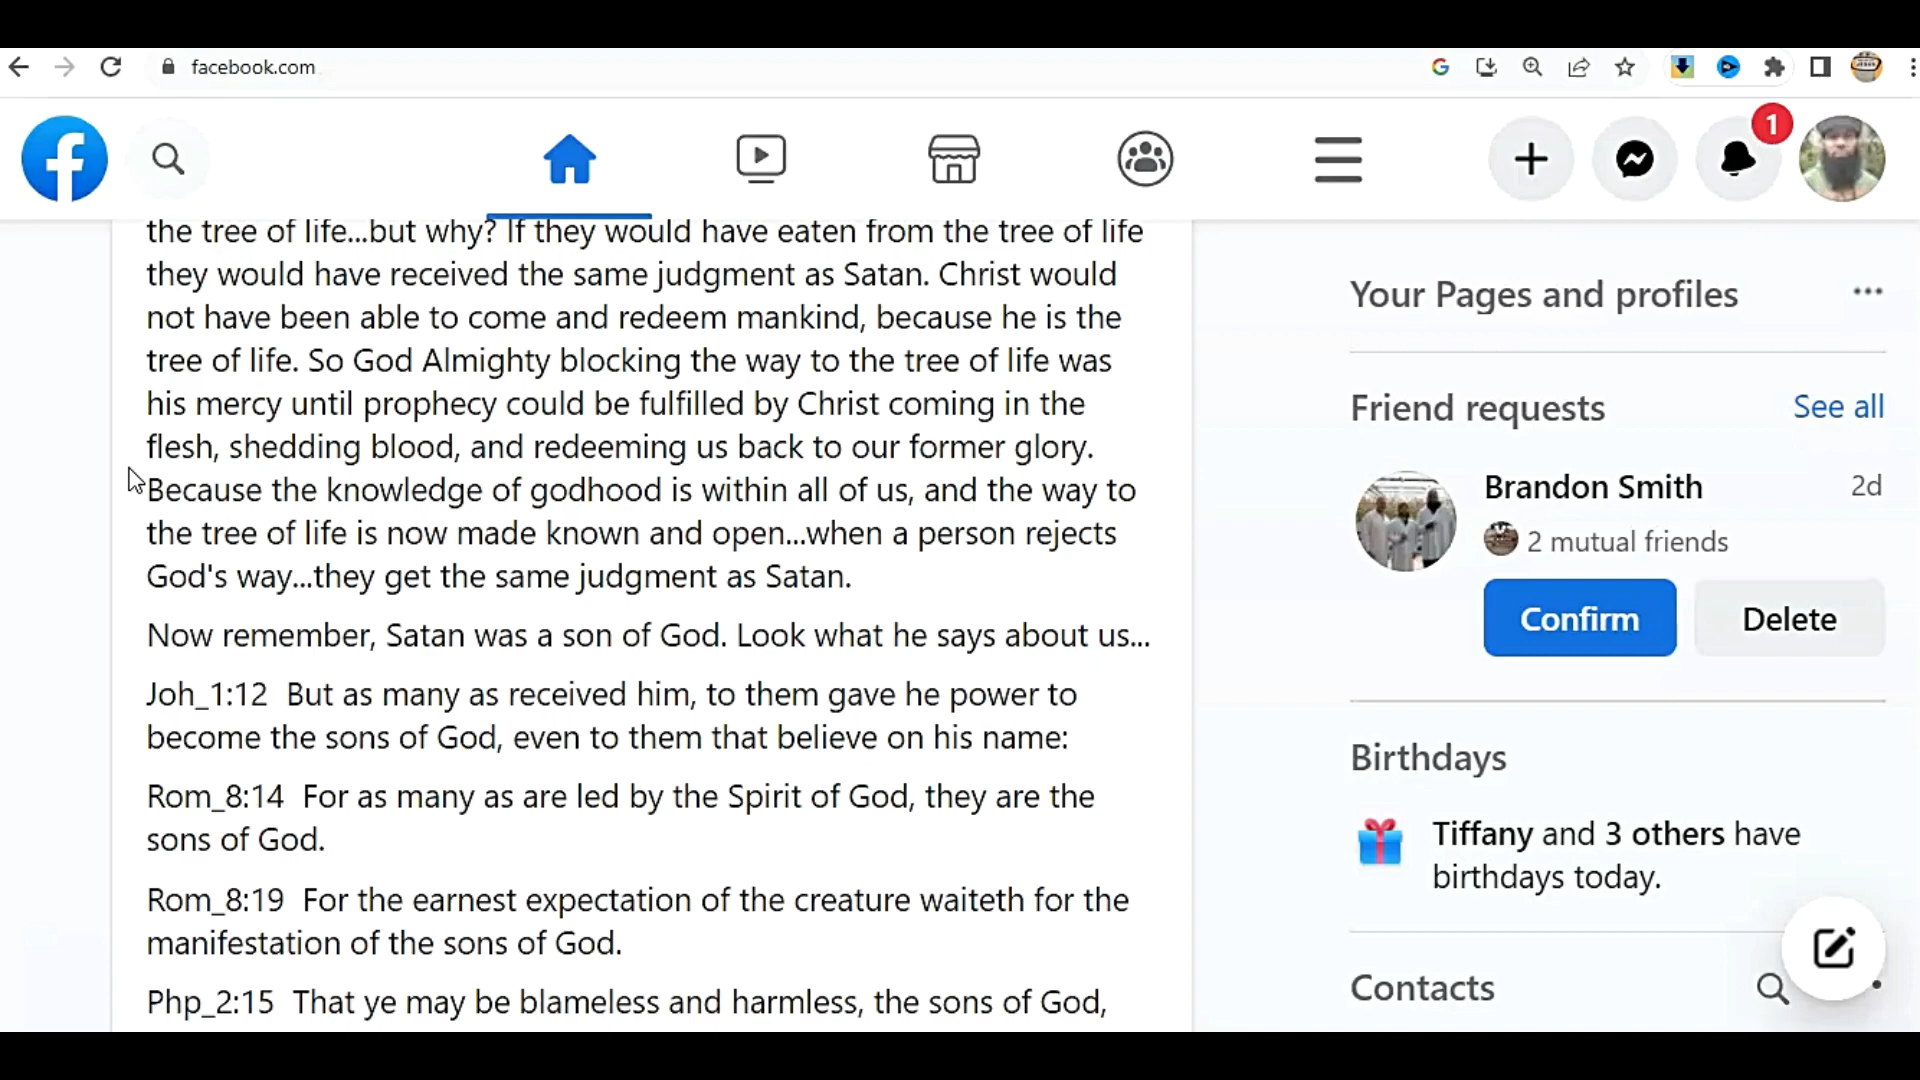 facebook.com
1
the tree of life...but why? If they would have eaten from the tree of life
they would have received the same judgment as Satan. Christ would
not have been able to come and redeem mankind, because he is the
tree of life. So God Almighty blocking the way to the tree of life was
his mercy until prophecy could be fulfilled by Christ coming in the
flesh, shedding blood, and redeeming us back to our former glory.
Because the knowledge of godhood is within all of us, and the way to
the tree of life is now made known and open...when a person rejects
God's way...they get the same judgment as Satan.
Now remember, Satan was a son of God. Look what he says about us...
Joh_1:12 But as many as received him, to them gave he power to
become the sons of God, even to them that believe on his name:
Rom_8:14 For as many as are led by the Spirit of God, they are the
sons of God.
Rom_8:19 For the earnest expectation of the creature waiteth for the
manifestation of the sons of God.
Php_2:15 That ye may be blameless and harmless, the sons of God,
Your Pages and profiles
Friend requests
See all
Brandon Smith
2d
2 mutual friends
Confirm
Delete
Birthdays
Tiffany and 3 others have
birthdays today.
Contacts